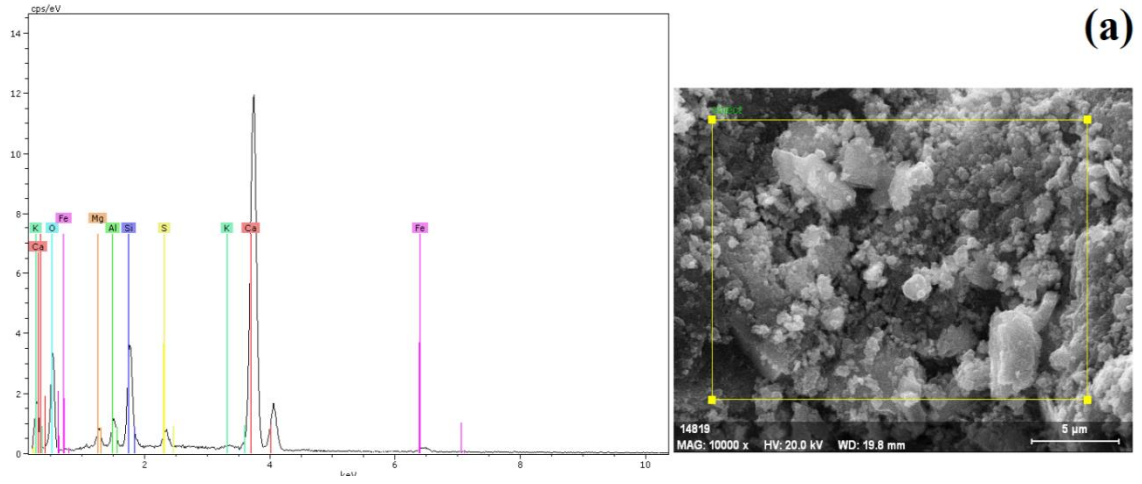 (a)
cps/eV
14
12
10
8
6
4
2
0
Fe Mg
K O Al Si S K Ca Fe
Ca
2 4 6 8 10
keV
14819
MAG: 10000 x HV: 20.0 kV WD: 19.8 mm
5 µm